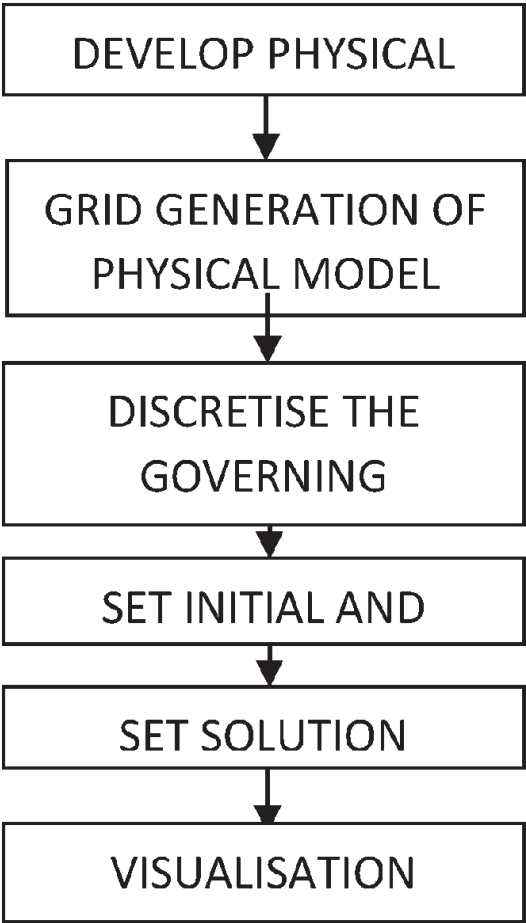 DEVELOP PHYSICAL
GRID GENERATION OF
PHYSICAL MODEL
DISCRETISE THE
GOVERNING
SET INITIAL AND
SET SOLUTION
VISUALISATION